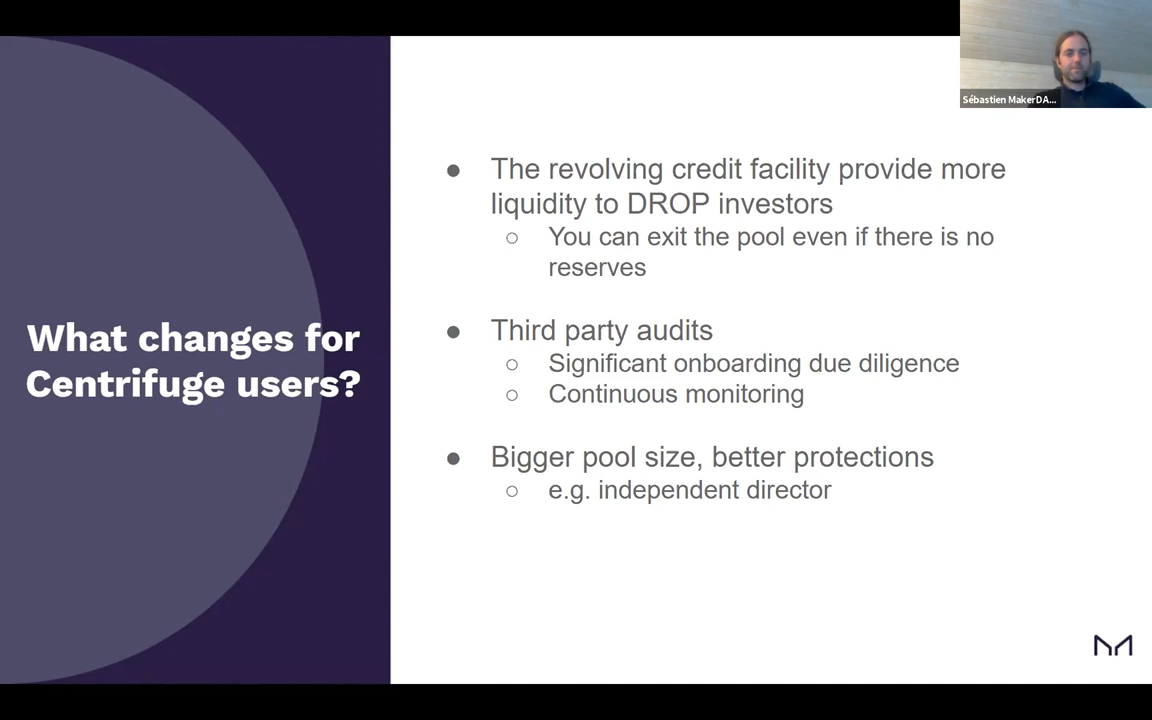 Sébastien MakerDA...
What changes for
Centrifuge users?
● The revolving credit facility provide more
liquidity to DROP investors
○ You can exit the pool even if there is no
reserves
● Third party audits
○ Significant onboarding due diligence
○ Continuous monitoring
● Bigger pool size, better protections
○ e.g. independent director